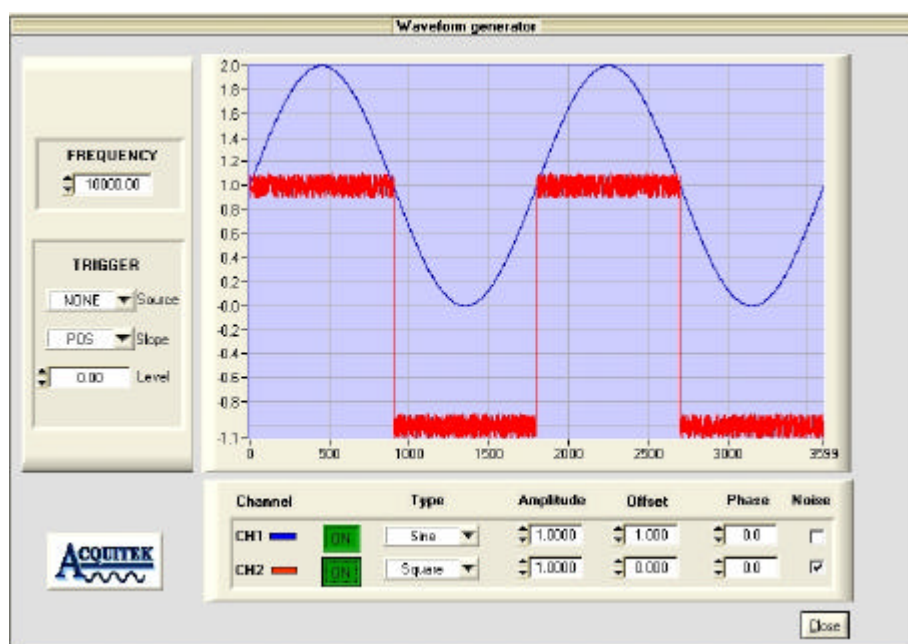 Waveform generator
FREQUENCY
10000.00
TRIGGER
NONE Source
POS Slope
0.00 Level
2.0
1.8
1.6
1.4
1.2
1.0
0.8
0.6
0.4
0.2
-0.0
-0.2
-0.4
-0.6
-0.8
-1.1
0 500 1000 1500 2000 2500 3000 3599
Channel Type Amplitude Offset Phase Noise
CH1 ON Sine 1.0000 1.000 0.0
CH2 ON Square 1.0000 0.000 0.0
ACQUITEK
Close